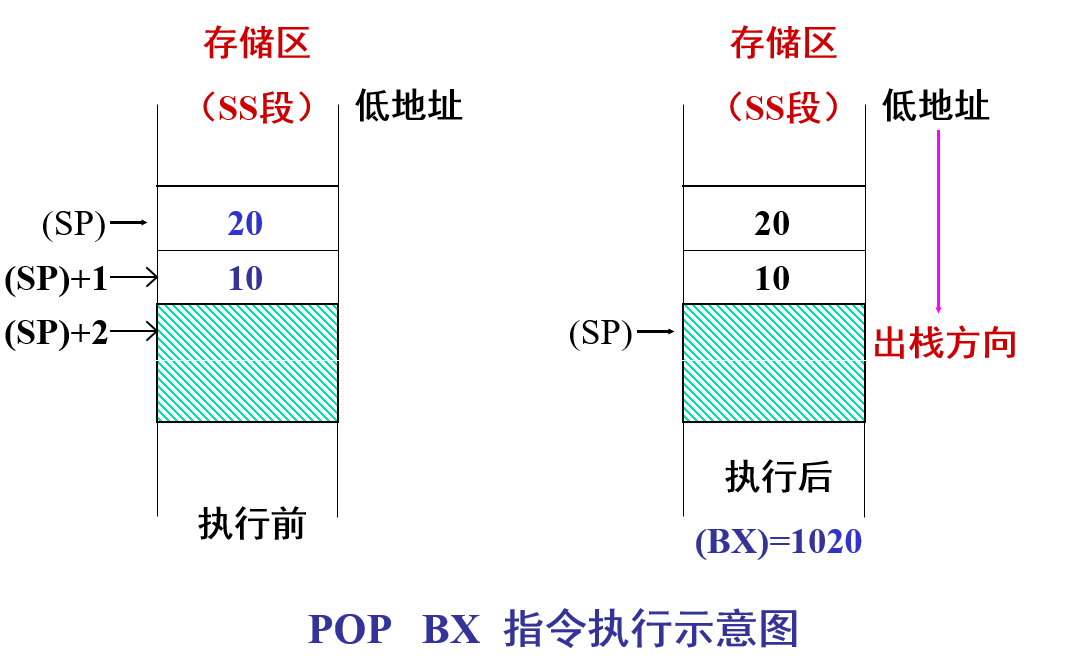 存储区
（SS段）
低地址
(SP)
20
(SP)+1
10
(SP)+2
执行前
存储区
（SS段）
低地址
20
10
(SP)
出栈方向
执行后
(BX)=1020
POP BX 指令执行示意图